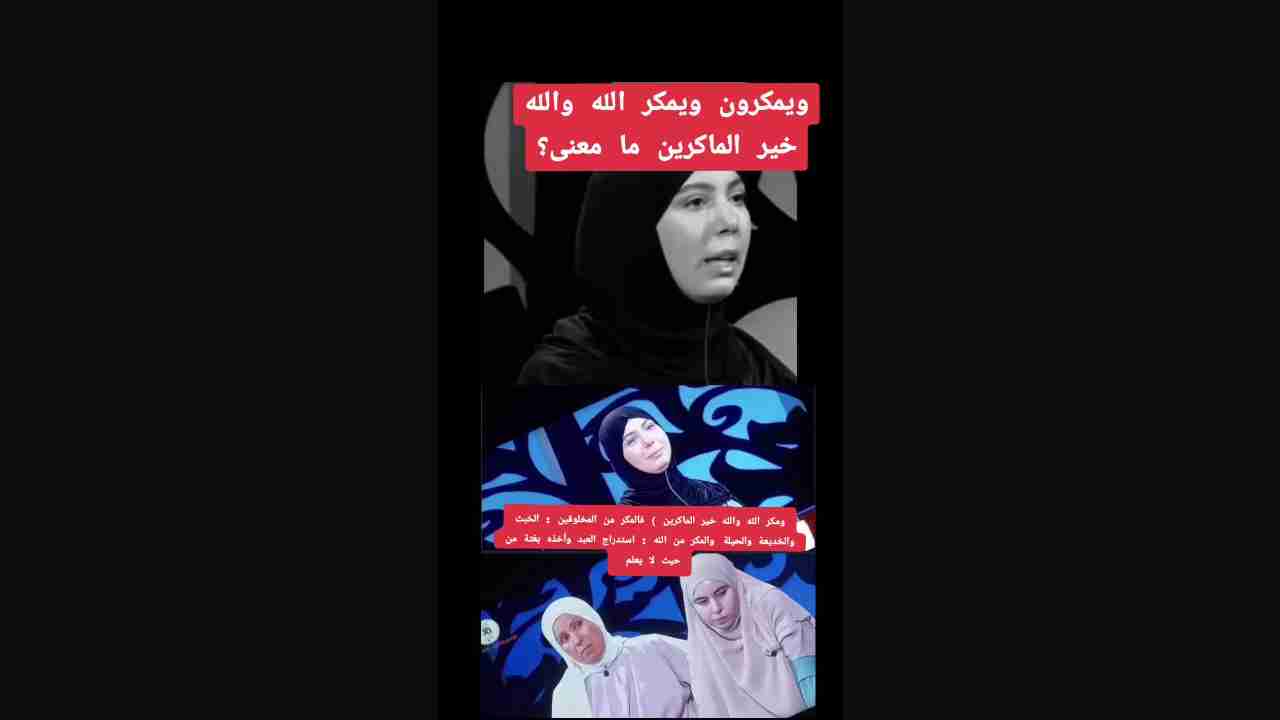 ويمكرون ويمكر الله والله
خير الماكرين ما معنى؟
ومكر الله والله خير الماكرين ) فالمكر من المخلوقين : الخبث
والخديعة والحيلة والمكر من الله : استدراج العبد وأخذه بغتة من
حيث لا يعلم